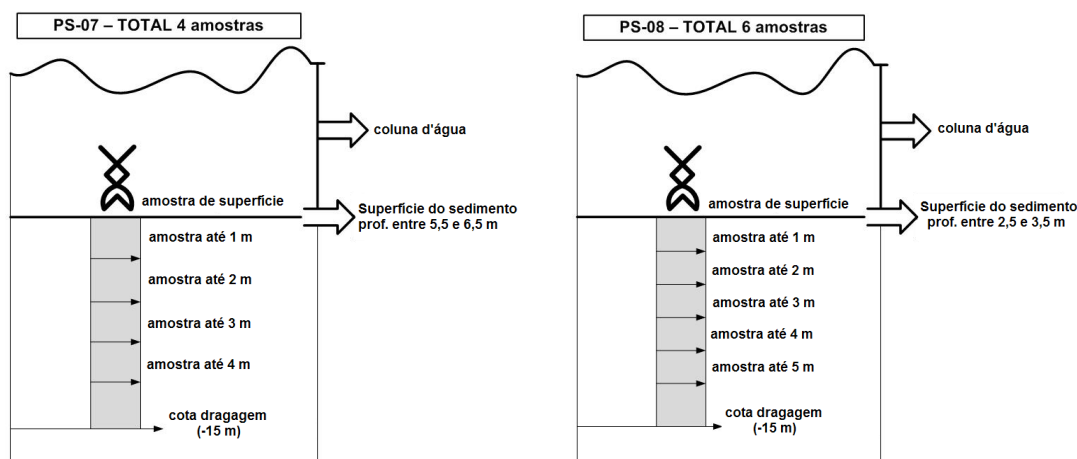 PS-07 – TOTAL 4 amostras
coluna d'água
amostra de superfície
Superfície do sedimento
prof. entre 5,5 e 6,5 m
amostra até 1 m
amostra até 2 m
amostra até 3 m
amostra até 4 m
cota dragagem
(-15 m)
PS-08 – TOTAL 6 amostras
coluna d'água
amostra de superfície
Superfície do sedimento
prof. entre 2,5 e 3,5 m
amostra até 1 m
amostra até 2 m
amostra até 3 m
amostra até 4 m
amostra até 5 m
cota dragagem
(-15 m)